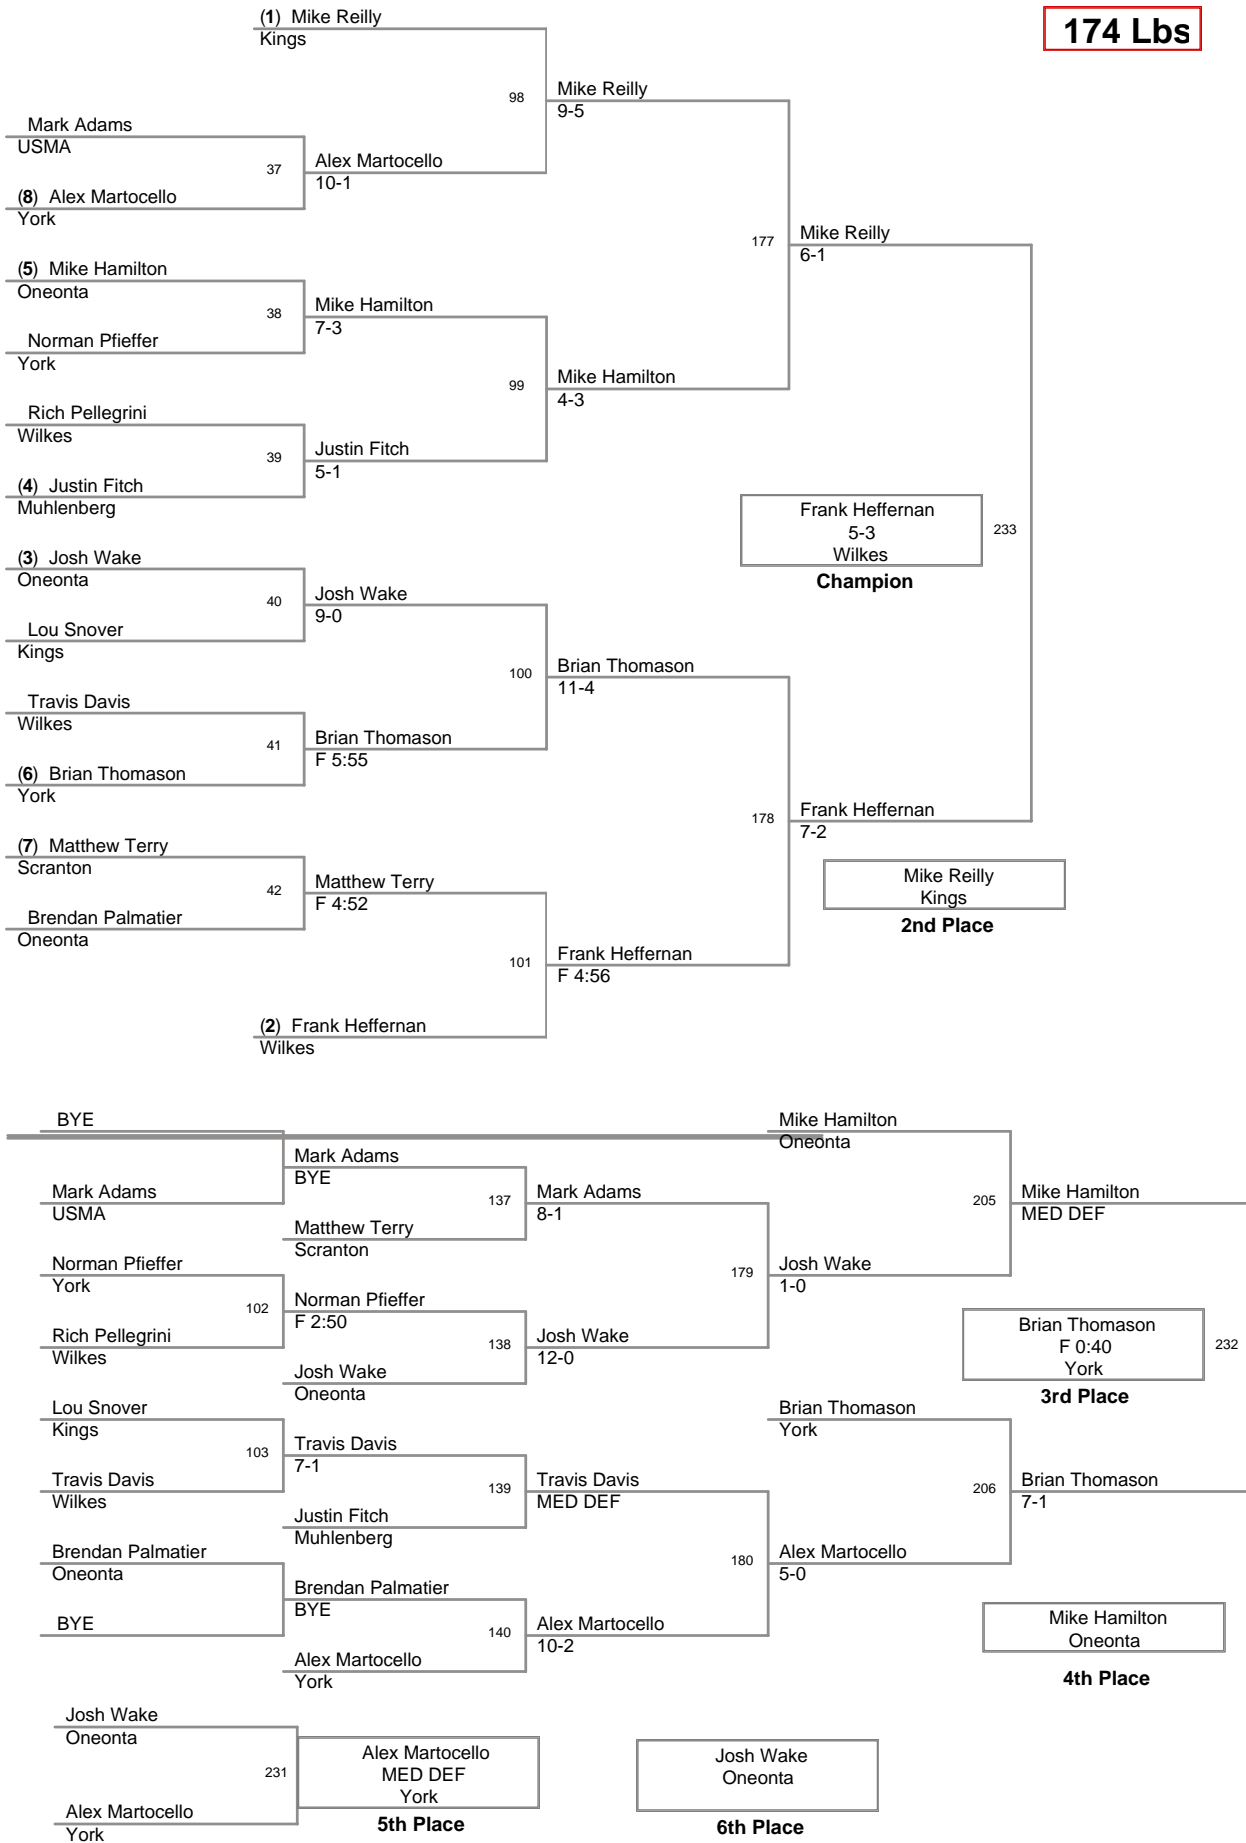 (1) Mike Reilly
Kings
174 Lbs
98
Mike Reilly
9-5
Mark Adams
USMA
37
Alex Martocello
10-1
(8) Alex Martocello
York
177
Mike Reilly
6-1
(5) Mike Hamilton
Oneonta
38
Mike Hamilton
7-3
Norman Pfieffer
York
99
Mike Hamilton
4-3
Rich Pellegrini
Wilkes
39
Justin Fitch
5-1
(4) Justin Fitch
Muhlenberg
Frank Heffernan
5-3
Wilkes
233
Champion
(3) Josh Wake
Oneonta
40
Josh Wake
9-0
Lou Snover
Kings
100
Brian Thomason
11-4
Travis Davis
Wilkes
41
Brian Thomason
F 5:55
(6) Brian Thomason
York
178
Frank Heffernan
7-2
(7) Matthew Terry
Scranton
42
Matthew Terry
F 4:52
Brendan Palmatier
Oneonta
Mike Reilly
Kings
2nd Place
101
Frank Heffernan
F 4:56
(2) Frank Heffernan
Wilkes
BYE
Mark Adams
BYE
Mark Adams
USMA
137
Mark Adams
8-1
Matthew Terry
Scranton
Mike Hamilton
Oneonta
205
Mike Hamilton
MED DEF
Norman Pfieffer
York
102
Norman Pfieffer
F 2:50
Rich Pellegrini
Wilkes
138
Josh Wake
12-0
Josh Wake
Oneonta
179
Josh Wake
1-0
Brian Thomason
F 0:40
York
232
3rd Place
Lou Snover
Kings
103
Travis Davis
7-1
Travis Davis
Wilkes
139
Travis Davis
MED DEF
Justin Fitch
Muhlenberg
Brian Thomason
York
206
Brian Thomason
7-1
Brendan Palmatier
Oneonta
Brendan Palmatier
BYE
BYE
140
Alex Martocello
10-2
Alex Martocello
York
180
Alex Martocello
5-0
Mike Hamilton
Oneonta
4th Place
Josh Wake
Oneonta
231
Alex Martocello
MED DEF
York
5th Place
Alex Martocello
York
Josh Wake
Oneonta
6th Place